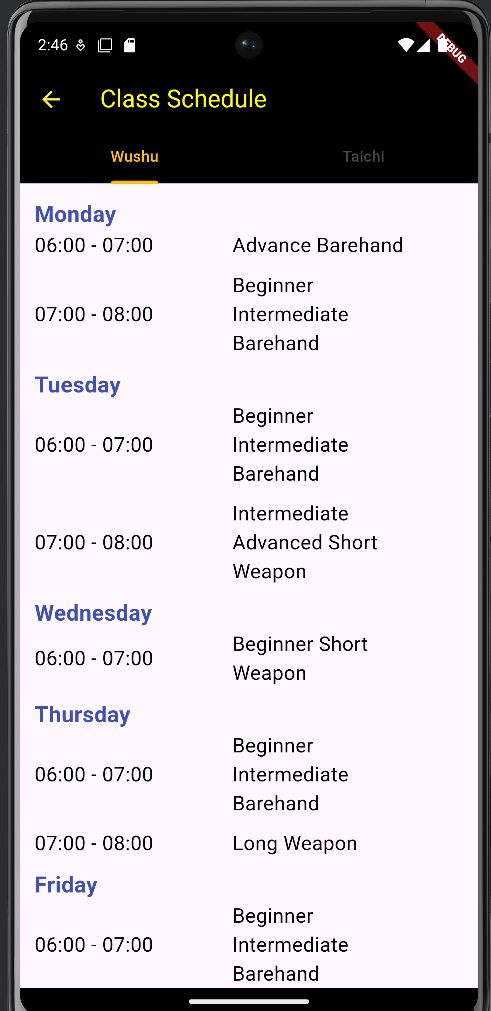 2:46
DEBUG
Class Schedule
Wushu
Taichi
Monday
06:00 - 07:00
Advance Barehand
07:00 - 08:00
Beginner
Intermediate
Barehand
Tuesday
06:00 - 07:00
Beginner
Intermediate
Barehand
07:00 - 08:00
Intermediate
Advanced Short
Weapon
Wednesday
06:00 - 07:00
Beginner Short
Weapon
Thursday
06:00 - 07:00
Beginner
Intermediate
Barehand
07:00 - 08:00
Long Weapon
Friday
06:00 - 07:00
Beginner
Intermediate
Barehand